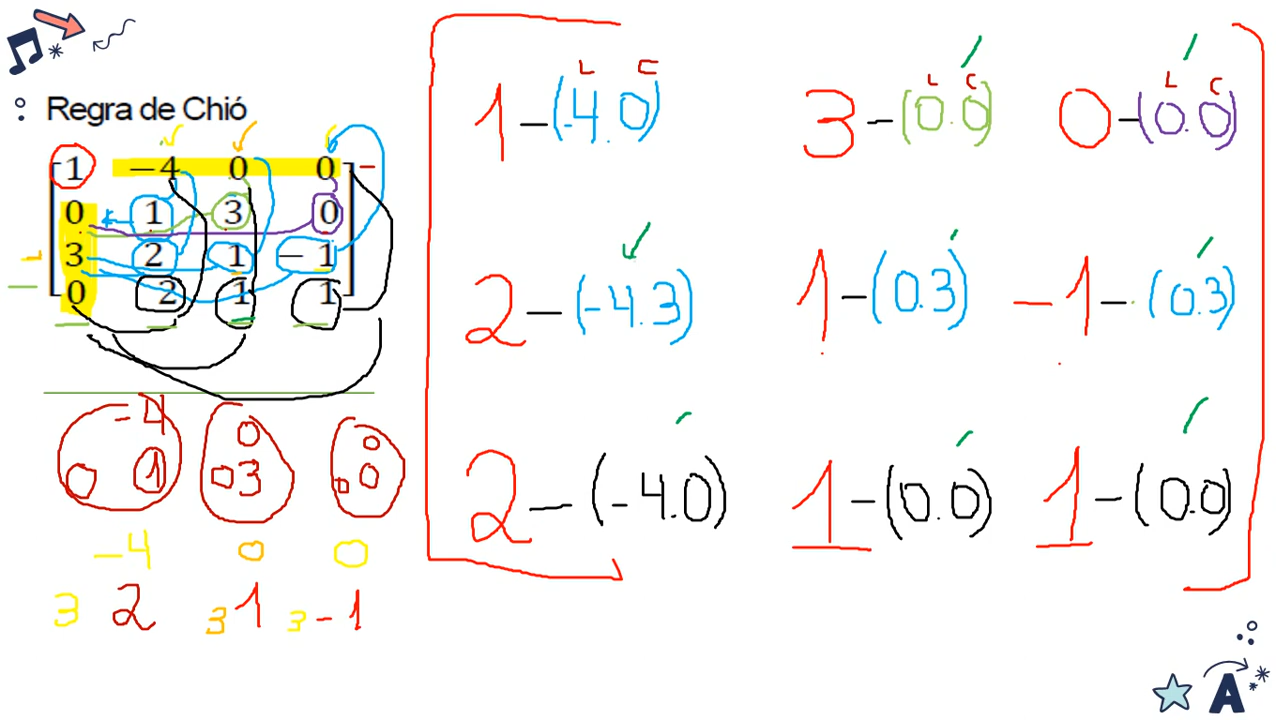 Regra de Chió
1 -4 0 0
0 1 3 0
3 2 1 -1
0 2 1 1
L C
1 - (-4.0)
L C
3 - (0.0)
L C
0 - (0.0)
2 - (-4.3)
1 - (0.3)
-1 - (0.3)
2 - (-4.0)
1 - (0.0)
1 - (0.0)
-4 0 0
0 1 0 3 0 0
-4 0 0
3 2 3 1 3 -1
A